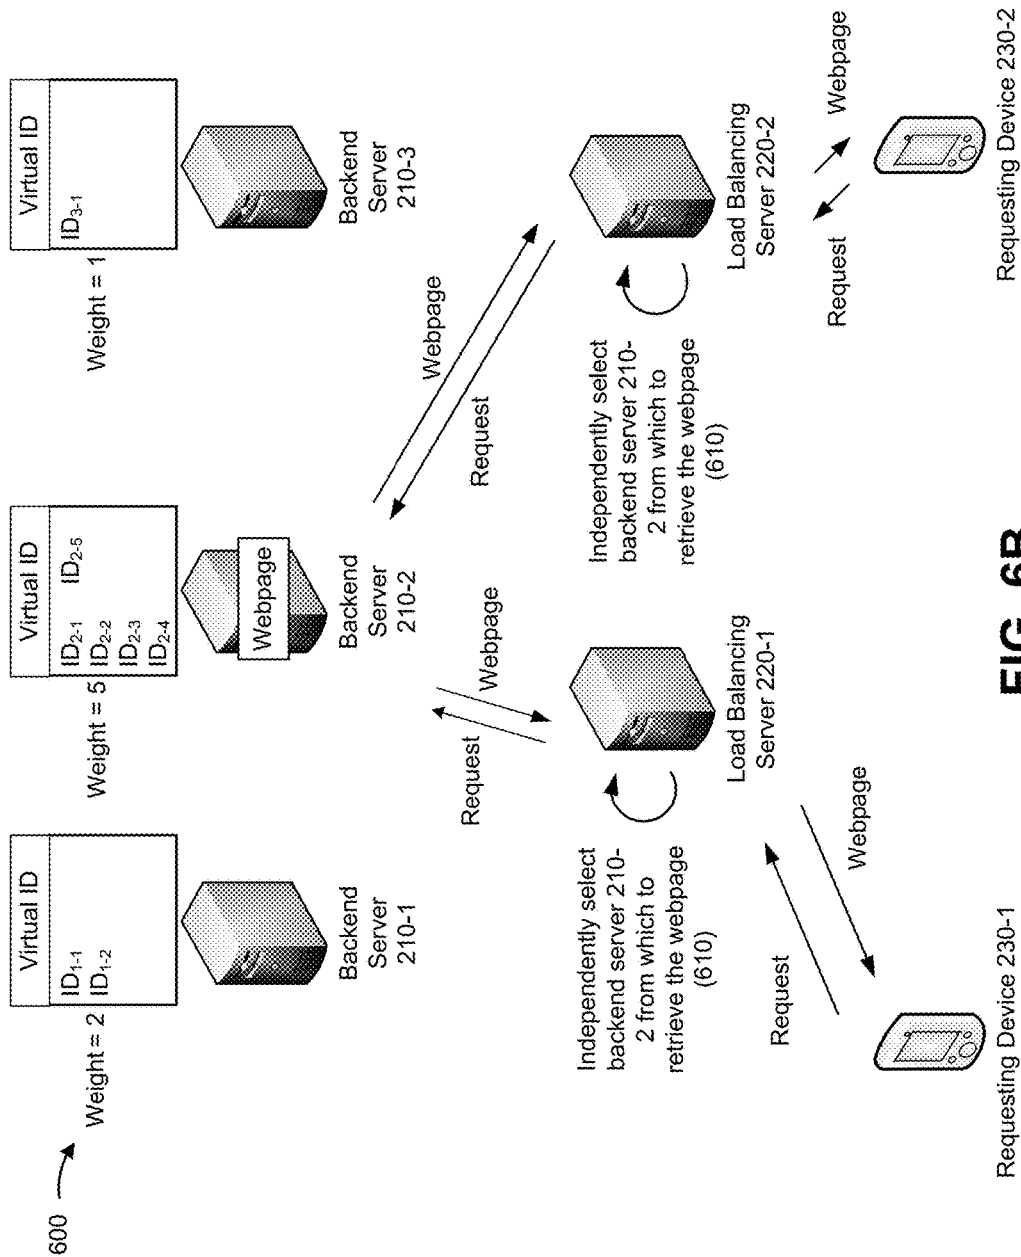 600
Weight = 2
Virtual ID
ID1-1
ID1-2
Backend
Server
210-1
Weight = 5
Virtual ID
ID2-1 ID2-5
ID2-2
ID2-3
ID2-4
Webpage
Backend
Server
210-2
Weight = 1
Virtual ID
ID3-1
Backend
Server
210-3
Request
Webpage
Webpage
Request
Independently select
backend server 210-
2 from which to
retrieve the webpage
(610)
Load Balancing
Server 220-1
Independently select
backend server 210-
2 from which to
retrieve the webpage
(610)
Load Balancing
Server 220-2
Request
Webpage
Request
Webpage
Requesting Device 230-1
Requesting Device 230-2
FIG. 6B